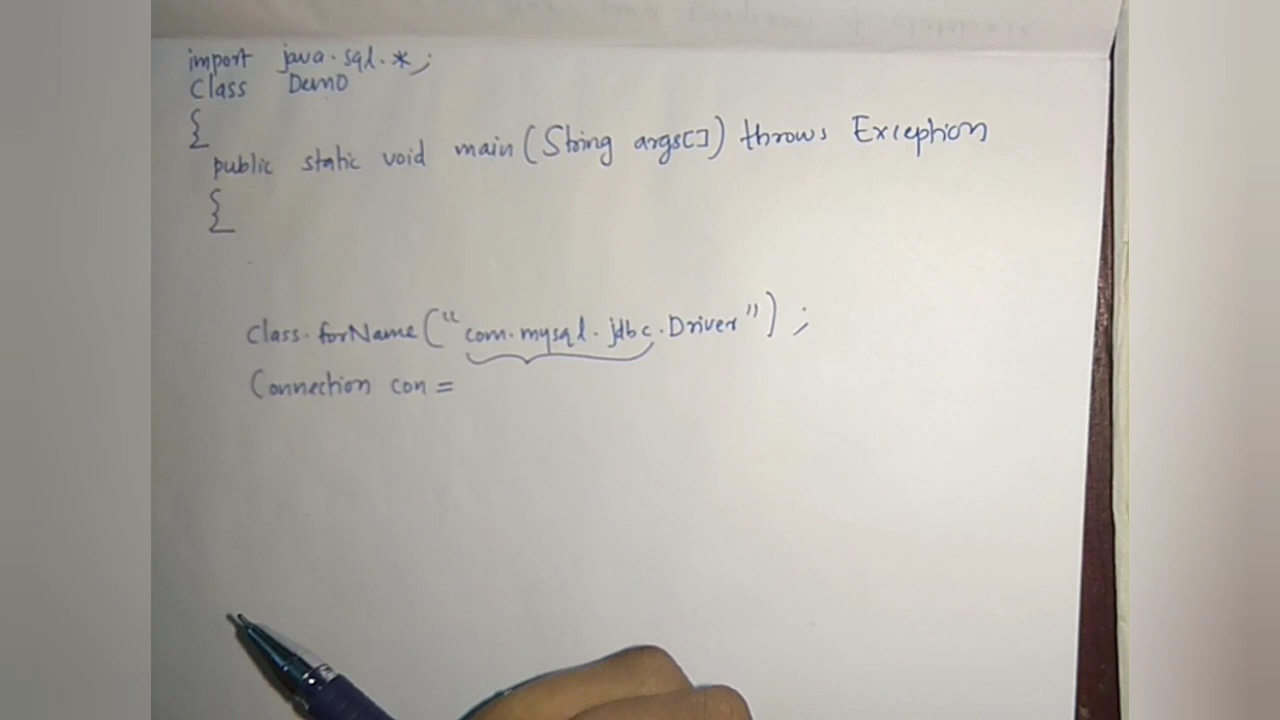 import java.sql.*;
Class Demo
{
public static void main(String args[]) throws Exception
{
Class.forName("com.mysql.jdbc.Driver");
Connection con =